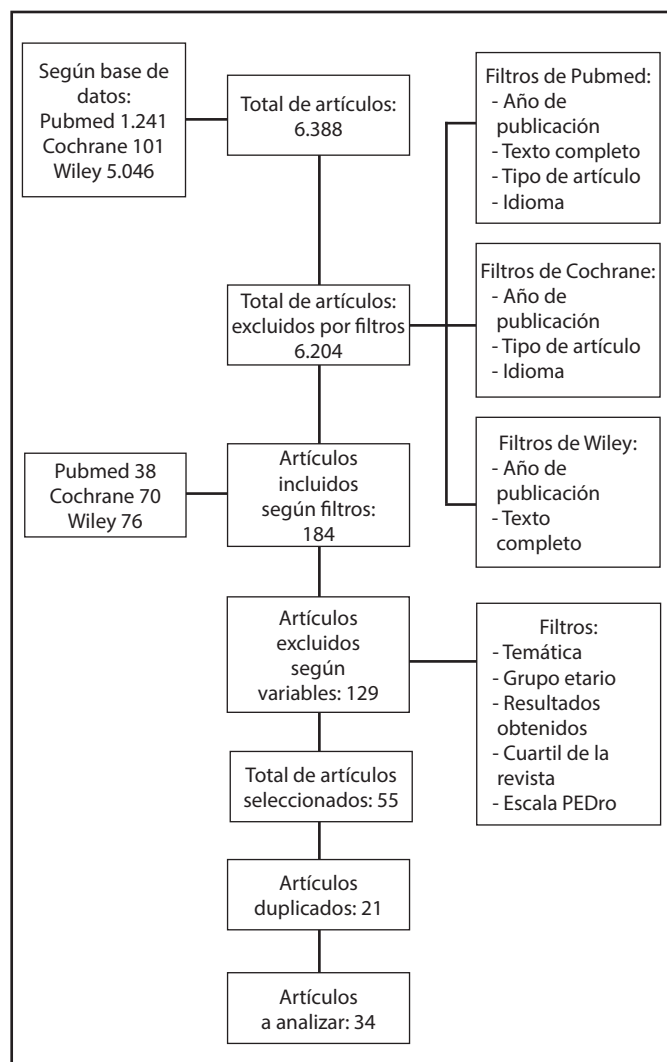 Según base de
datos:
Pubmed 1.241
Cochrane 101
Wiley 5.046
Total de artículos:
6.388
Filtros de Pubmed:
- Año de
publicación
- Texto completo
- Tipo de artículo
- Idioma
Total de artículos:
excluidos por filtros
6.204
Filtros de Cochrane:
- Año de
publicación
- Tipo de artículo
- Idioma
Filtros de Wiley:
- Año de
publicación
- Texto
completo
Pubmed 38
Cochrane 70
Wiley 76
Artículos
incluidos
según filtros:
184
Artículos
excluidos
según
variables: 129
Filtros:
- Temática
- Grupo etario
- Resultados
obtenidos
- Cuartil de la
revista
- Escala PEDro
Total de artículos
seleccionados: 55
Artículos
duplicados: 21
Artículos
a analizar: 34